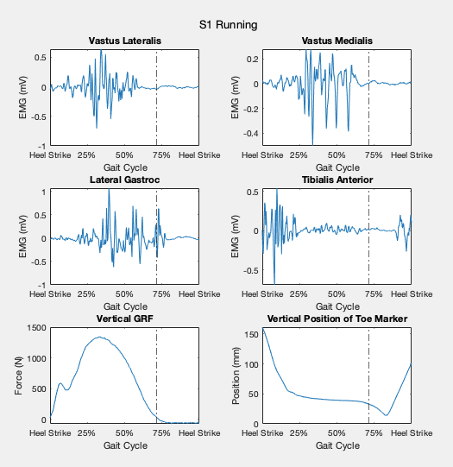 S1 Running
Vastus Lateralis
EMG (mV)
0.5
0
-0.5
-1
Heel Strike 25% 50% 75% Heel Strike
Gait Cycle
Vastus Medialis
EMG (mV)
0.2
0
-0.2
-0.4
Heel Strike 25% 50% 75% Heel Strike
Gait Cycle
Lateral Gastroc
EMG (mV)
1
0.5
0
-0.5
-1
Heel Strike 25% 50% 75% Heel Strike
Gait Cycle
Tibialis Anterior
EMG (mV)
0.5
0
-0.5
Heel Strike 25% 50% 75% Heel Strike
Gait Cycle
Vertical GRF
Force (N)
1500
1000
500
0
Heel Strike 25% 50% 75% Heel Strike
Gait Cycle
Vertical Position of Toe Marker
Position (mm)
150
100
50
0
Heel Strike 25% 50% 75% Heel Strike
Gait Cycle